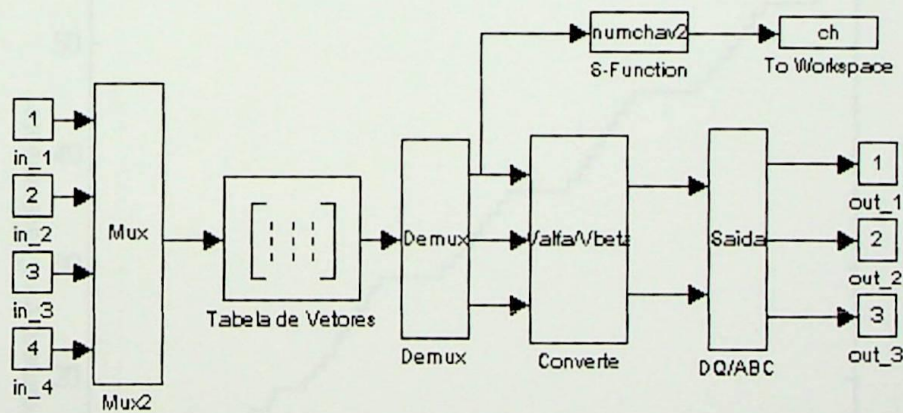 numchav2
S-Function
ch
To Workspace
1
in_1
2
in_2
3
in_3
4
in_4
Mux
Mux2
Tabela de Vetores
Demux
Demux
Valfa/Vbeta
Converte
Saida
DQ/ABC
1
out_1
2
out_2
3
out_3